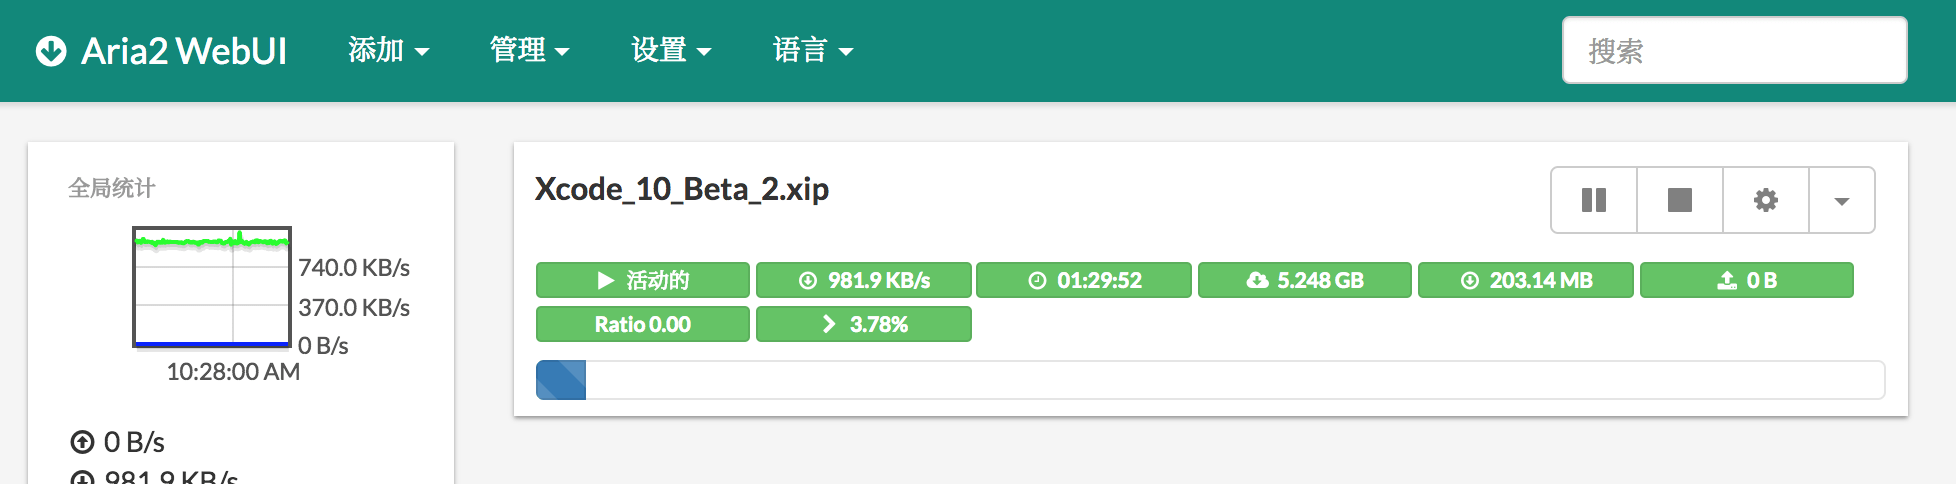 Aria2 WebUI 添加 管理 设置 语言 搜索
全局统计
740.0 KB/s
370.0 KB/s
0 B/s
10:28:00 AM
0 B/s
981.9 KB/s
Xcode_10_Beta_2.xip
活动的 981.9 KB/s 01:29:52 5.248 GB 203.14 MB 0 B
Ratio 0.00 3.78%